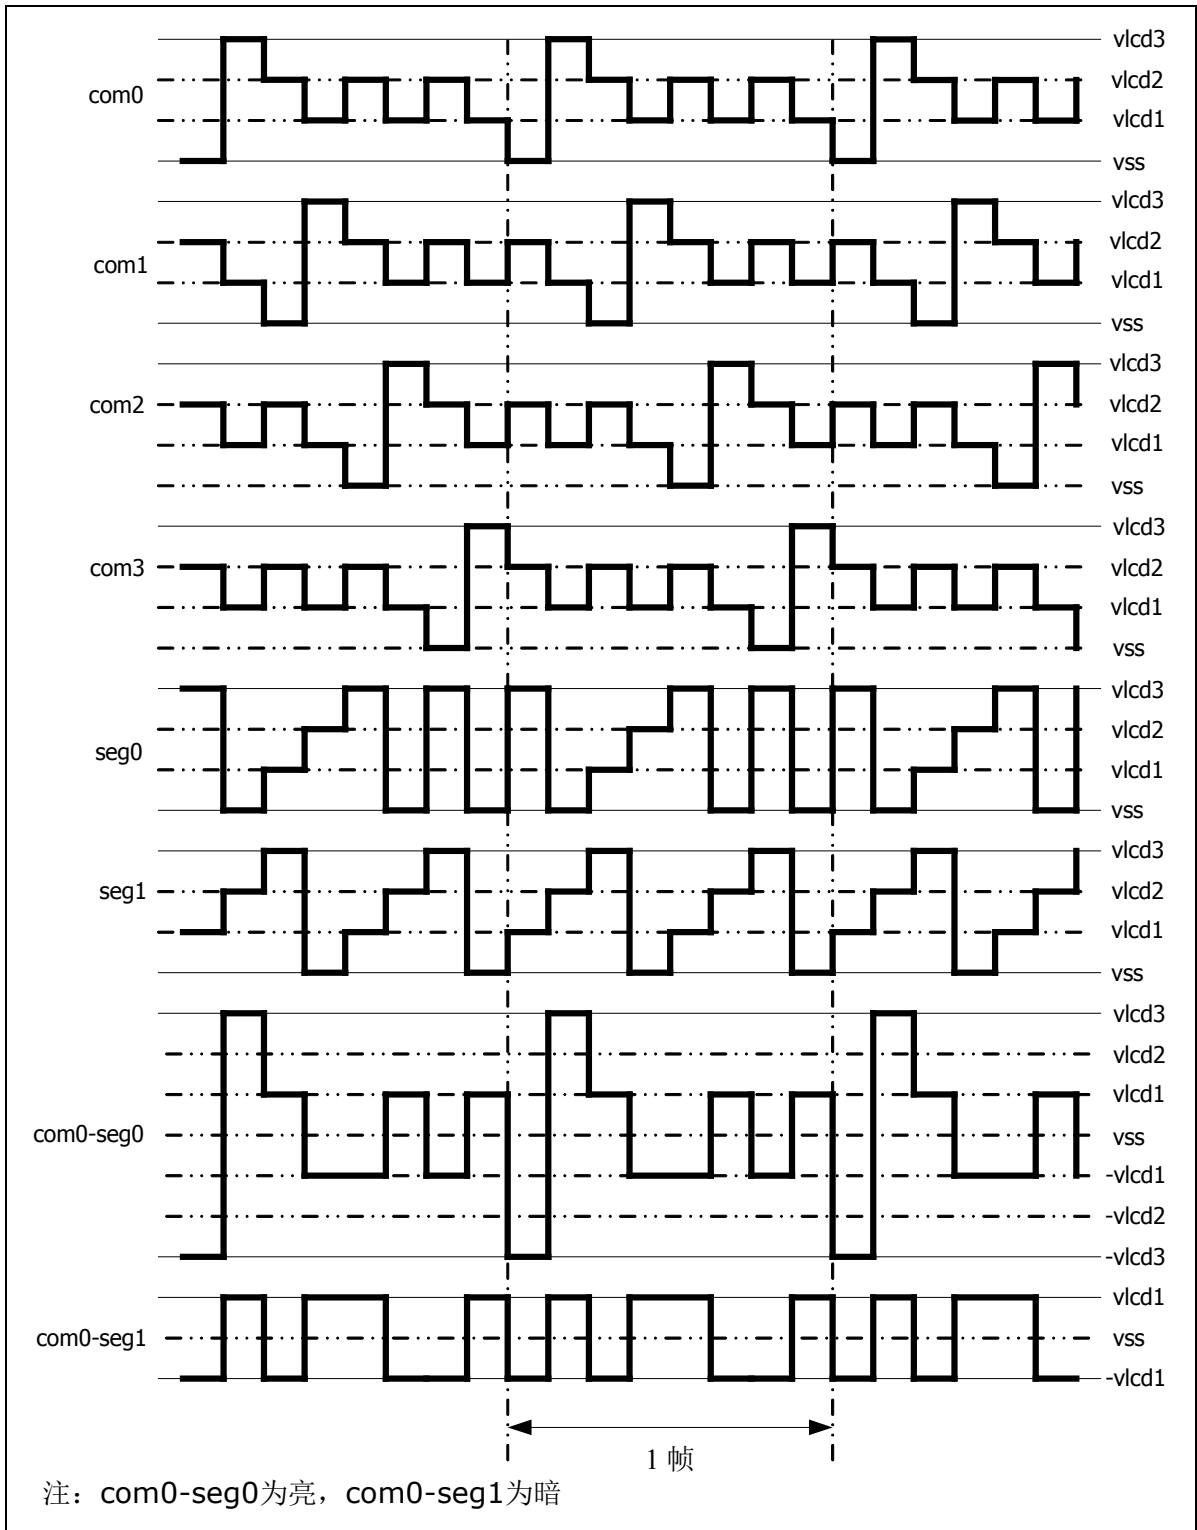 vlcd3
com0
vlcd2
vlcd1
vss
vlcd3
com1
vlcd2
vlcd1
vss
vlcd3
com2
vlcd2
vlcd1
vss
vlcd3
com3
vlcd2
vlcd1
vss
vlcd3
seg0
vlcd2
vlcd1
vss
vlcd3
seg1
vlcd2
vlcd1
vss
vlcd3
vlcd2
vlcd1
com0-seg0
vss
-vlcd1
-vlcd2
-vlcd3
vlcd1
com0-seg1
vss
-vlcd1
1 帧
注：com0-seg0为亮，com0-seg1为暗